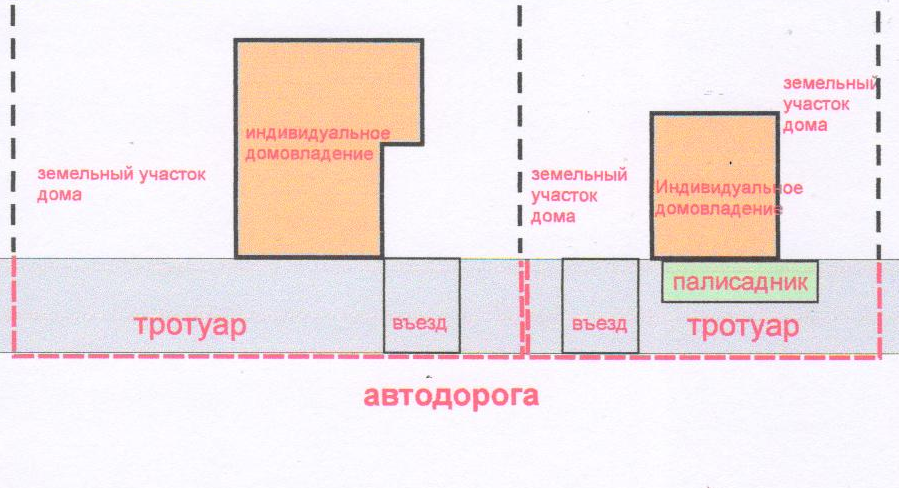 индивидуальное
домовладение
земельный участок
дома
земельный
участок
дома
земельный
участок
дома
Индивидуальное
домовладение
палисадник
тротуар
въезд
въезд
тротуар
автодорога